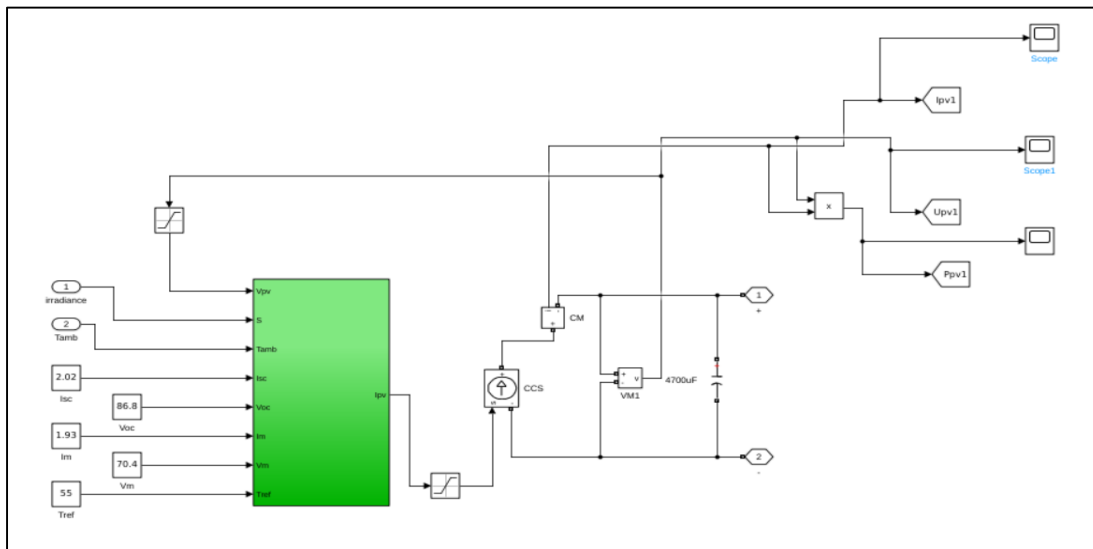 Scope
Ipv1
Scope1
x
Upv1
Ppv1
1
irradiance
2
Tamb
2.02
Isc
86.8
Voc
1.93
Im
70.4
Vm
55
Tref
Vpv
S
Tamb
Isc
Voc
Im
Vm
Tref
Ipv
i
-
+
CM
+
S
-
CCS
+
-
v
VM1
4700uF
+
1
+
2
-